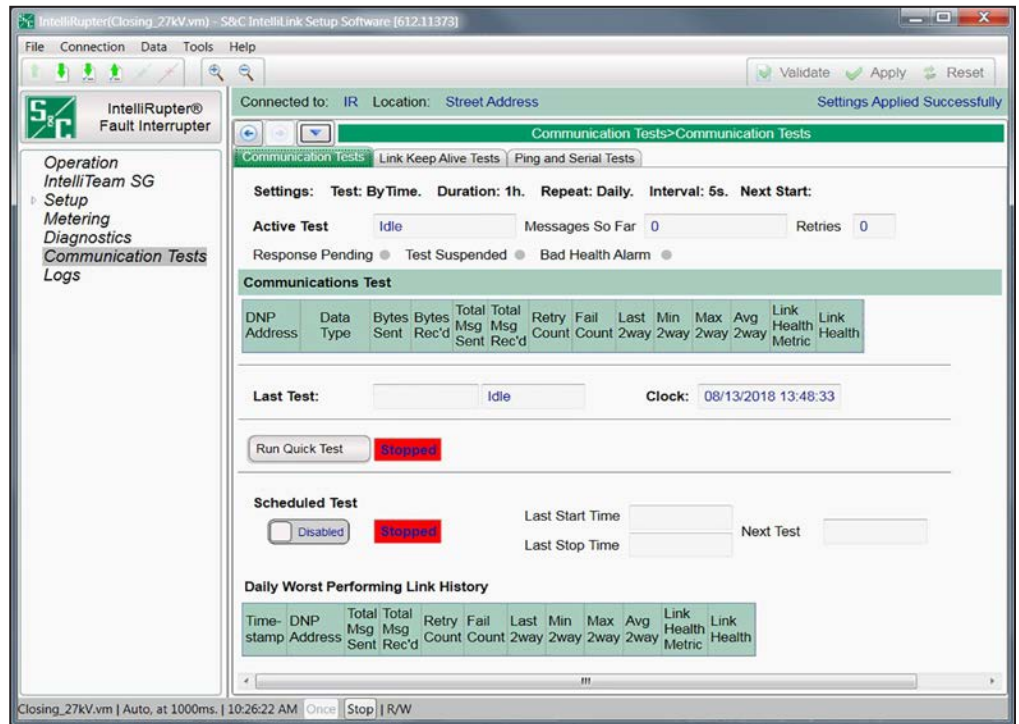 IntelliRupter(Closing_27kV.vm) - S&C IntelliLink Setup Software [612.11373]
File Connection Data Tools Help
Validate Apply Reset
S&C
IntelliRupter®
Fault Interrupter
Connected to: IR Location: Street Address Settings Applied Successfully
Communication Tests>Communication Tests
Communication Tests Link Keep Alive Tests Ping and Serial Tests
Operation
IntelliTeam SG
Setup
Metering
Diagnostics
Communication Tests
Logs
Settings: Test: ByTime. Duration: 1h. Repeat: Daily. Interval: 5s. Next Start:
Active Test Idle Messages So Far 0 Retries 0
Response Pending Test Suspended Bad Health Alarm
Communications Test
DNP Address Data Type Bytes Sent Bytes Rec'd Total Msg Sent Total Msg Rec'd Retry Count Fail Count Last 2way Min 2way Max 2way Avg 2way Link Health Metric Link Health
Last Test: Idle Clock: 08/13/2018 13:48:33
Run Quick Test Stopped
Scheduled Test
Disabled Stopped
Last Start Time
Last Stop Time
Next Test
Daily Worst Performing Link History
Time-stamp DNP Address Total Msg Sent Total Msg Rec'd Retry Count Fail Count Last 2way Min 2way Max 2way Avg 2way Link Health Metric Link Health
Closing_27kV.vm | Auto, at 1000ms. | 10:26:22 AM Once Stop | R/W